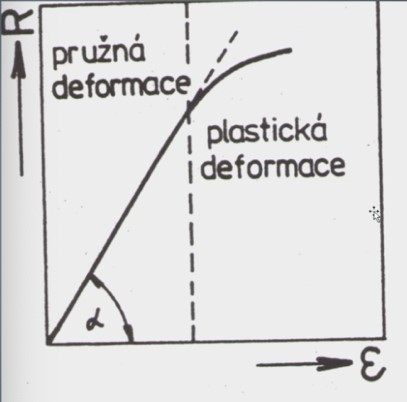 R
pružná
deformace
plastická
deformace
α
ε